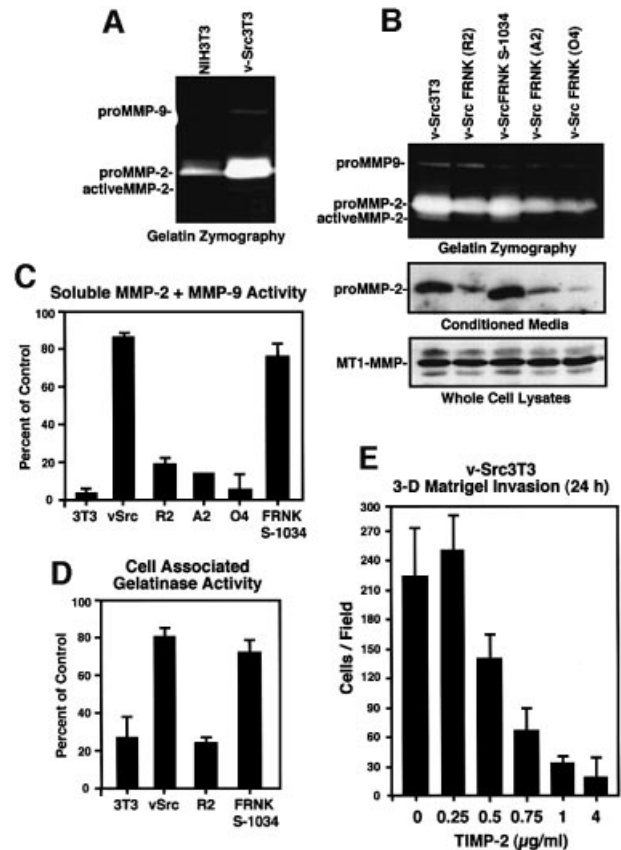 A
NIH3T3
v-Src3T3
proMMP-9-
proMMP-2-
activeMMP-2-
Gelatin Zymography
B
v-Src3T3
v-Src FRNK (R2)
v-SrcFRNK S-1034
v-Src FRNK (A2)
v-Src FRNK (O4)
proMMP9-
proMMP-2-
activeMMP-2-
Gelatin Zymography
proMMP-2-
Conditioned Media
MT1-MMP-
Whole Cell Lysates
C
Soluble MMP-2 + MMP-9 Activity
Percent of Control
100
80
60
40
20
0
3T3 vSrc R2 A2 O4 FRNK
S-1034
D
Cell Associated
Gelatinase Activity
Percent of Control
100
80
60
40
20
0
3T3 vSrc R2 FRNK
S-1034
E
v-Src3T3
3-D Matrigel Invasion (24 h)
Cells / Field
300
270
240
210
180
150
120
90
60
30
0
0 0.25 0.5 0.75 1 4
TIMP-2 (µg/ml)